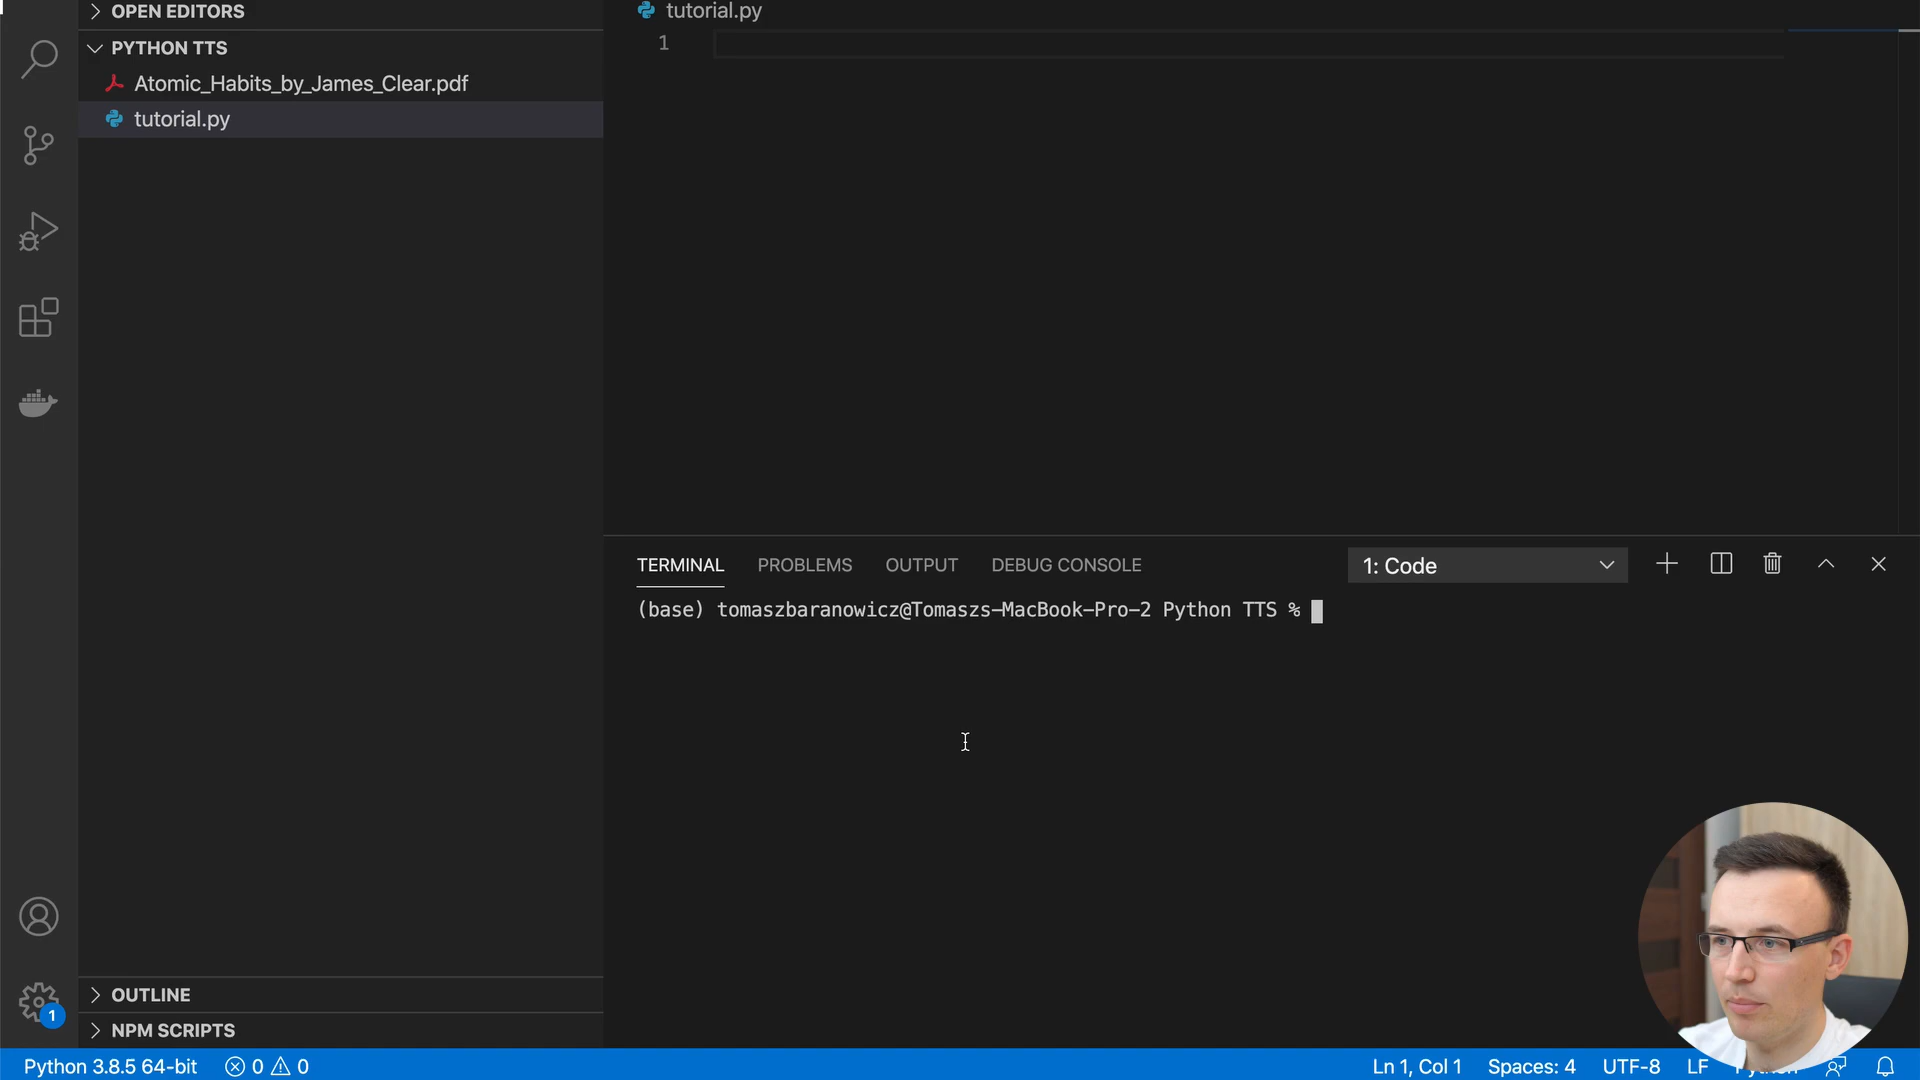 OPEN EDITORS
PYTHON TTS
Atomic_Habits_by_James_Clear.pdf
tutorial.py
tutorial.py
1
TERMINAL PROBLEMS OUTPUT DEBUG CONSOLE 1: Code
(base) tomaszbaranowicz@Tomaszs-MacBook-Pro-2 Python TTS %
1
OUTLINE
NPM SCRIPTS
Python 3.8.5 64-bit 0 0 Ln 1, Col 1 Spaces: 4 UTF-8 LF